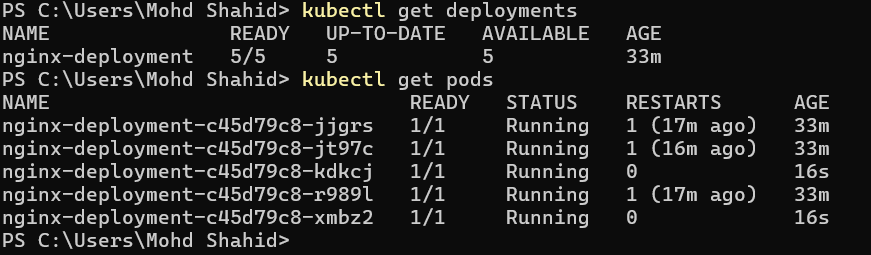 PS C:\Users\Mohd Shahid> kubectl get deployments
NAME READY UP-TO-DATE AVAILABLE AGE
nginx-deployment 5/5 5 5 33m
PS C:\Users\Mohd Shahid> kubectl get pods
NAME READY STATUS RESTARTS AGE
nginx-deployment-c45d79c8-jjgrs 1/1 Running 1 (17m ago) 33m
nginx-deployment-c45d79c8-jt97c 1/1 Running 1 (16m ago) 33m
nginx-deployment-c45d79c8-kdkcj 1/1 Running 0 16s
nginx-deployment-c45d79c8-r989l 1/1 Running 1 (17m ago) 33m
nginx-deployment-c45d79c8-xmbz2 1/1 Running 0 16s
PS C:\Users\Mohd Shahid>